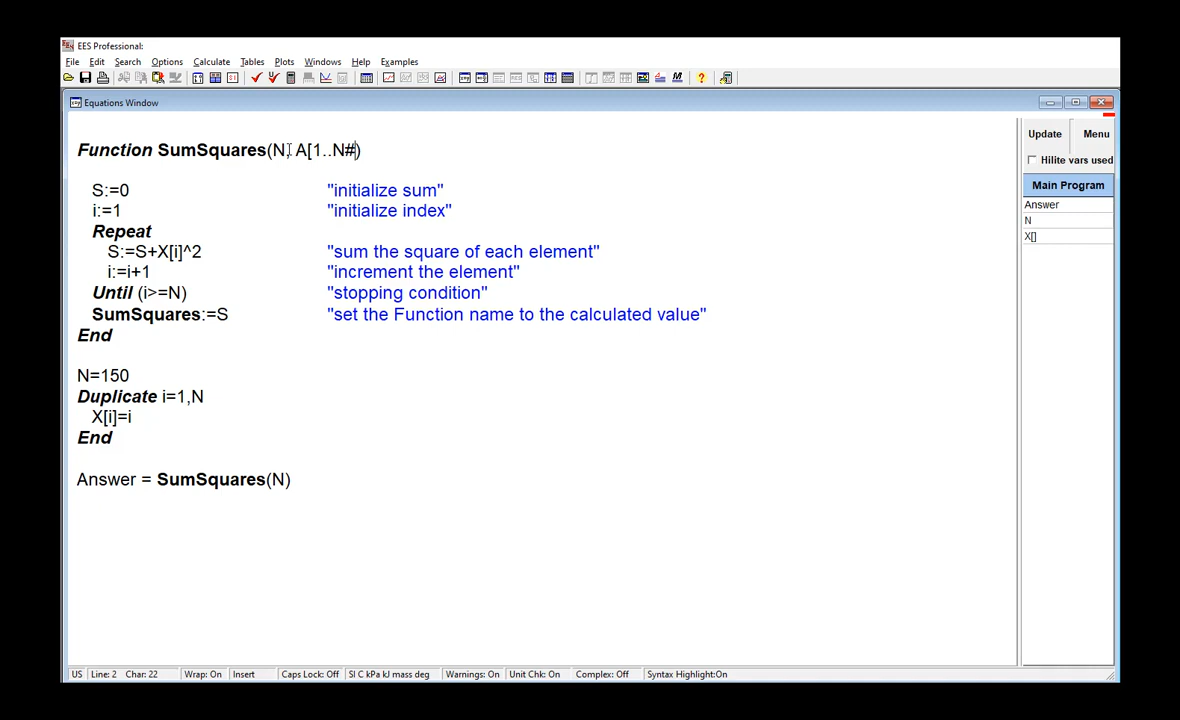 EES Professional:
File Edit Search Options Calculate Tables Plots Windows Help Examples
Equations Window
Function SumSquares(N, A[1..N#)
S:=0 "initialize sum"
i:=1 "initialize index"
Repeat
S:=S+X[i]^2 "sum the square of each element"
i:=i+1 "increment the element"
Until (i>=N) "stopping condition"
SumSquares:=S "set the Function name to the calculated value"
End
N=150
Duplicate i=1,N
X[i]=i
End
Answer = SumSquares(N)
Update Menu
Hilite vars used
Main Program
Answer
N
X[]
US Line: 2 Char: 22 Wrap: On Insert Caps Lock: Off SI C kPa kJ mass deg Warnings: On Unit Chk: On Complex: Off Syntax Highlight:On